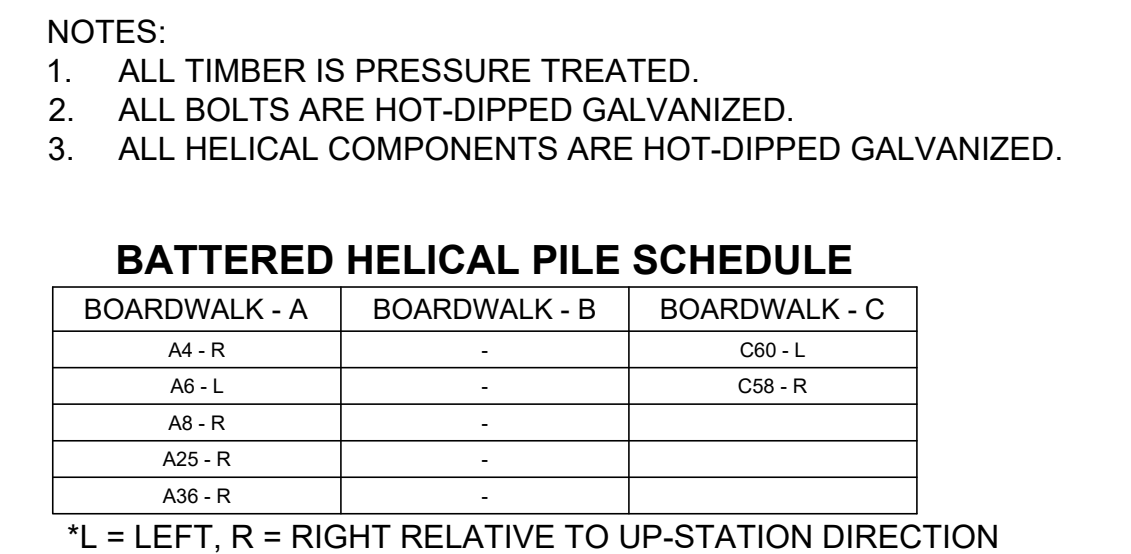 NOTES:
1. ALL TIMBER IS PRESSURE TREATED.
2. ALL BOLTS ARE HOT-DIPPED GALVANIZED.
3. ALL HELICAL COMPONENTS ARE HOT-DIPPED GALVANIZED.
BATTERED HELICAL PILE SCHEDULE
BOARDWALK - A BOARDWALK - B BOARDWALK - C
A4 - R - C60 - L
A6 - L - C58 - R
A8 - R -
A25 - R -
A36 - R -
*L = LEFT, R = RIGHT RELATIVE TO UP-STATION DIRECTION